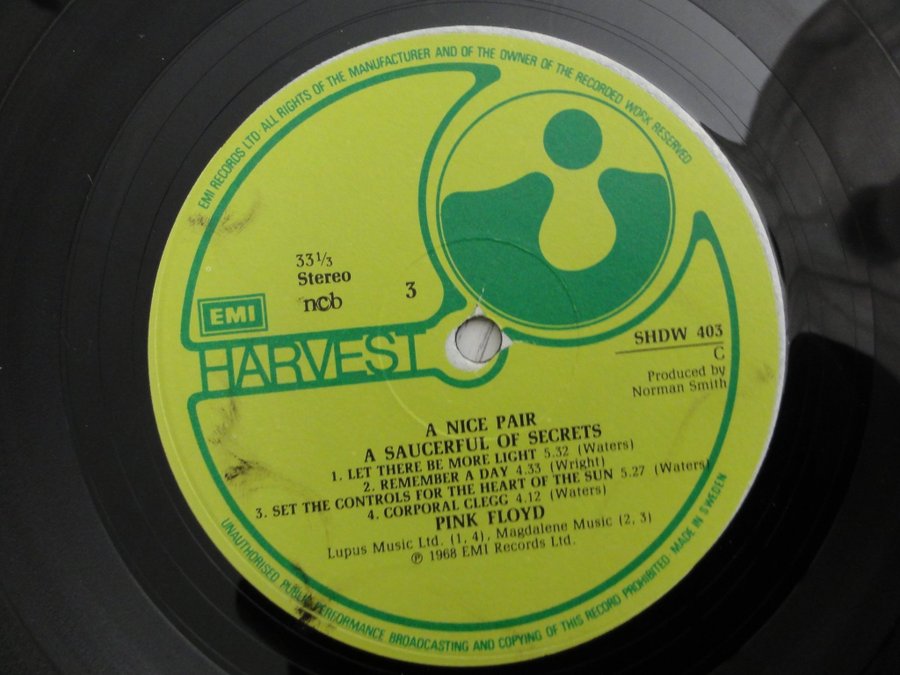 EMI RECORDS LTD·ALL RIGHTS OF THE MANUFACTURER AND OF THE OWNER OF THE RECORDED WORK RESERVED
33⅓
Stereo
ncb
3
EMI
HARVEST
SHDW 403
C
Produced by
Norman Smith
A NICE PAIR
A SAUCERFUL OF SECRETS
1. LET THERE BE MORE LIGHT 5.32 (Waters)
2. REMEMBER A DAY 4.33 (Wright)
3. SET THE CONTROLS FOR THE HEART OF THE SUN 5.27 (Waters)
4. CORPORAL CLEGG 4.12 (Waters)
PINK FLOYD
Lupus Music Ltd. (1, 4), Magdalene Music (2, 3)
℗ 1968 EMI Records Ltd.
UNAUTHORISED PUBLIC PERFORMANCE BROADCASTING AND COPYING OF THIS RECORD PROHIBITED·MADE IN SWEDEN